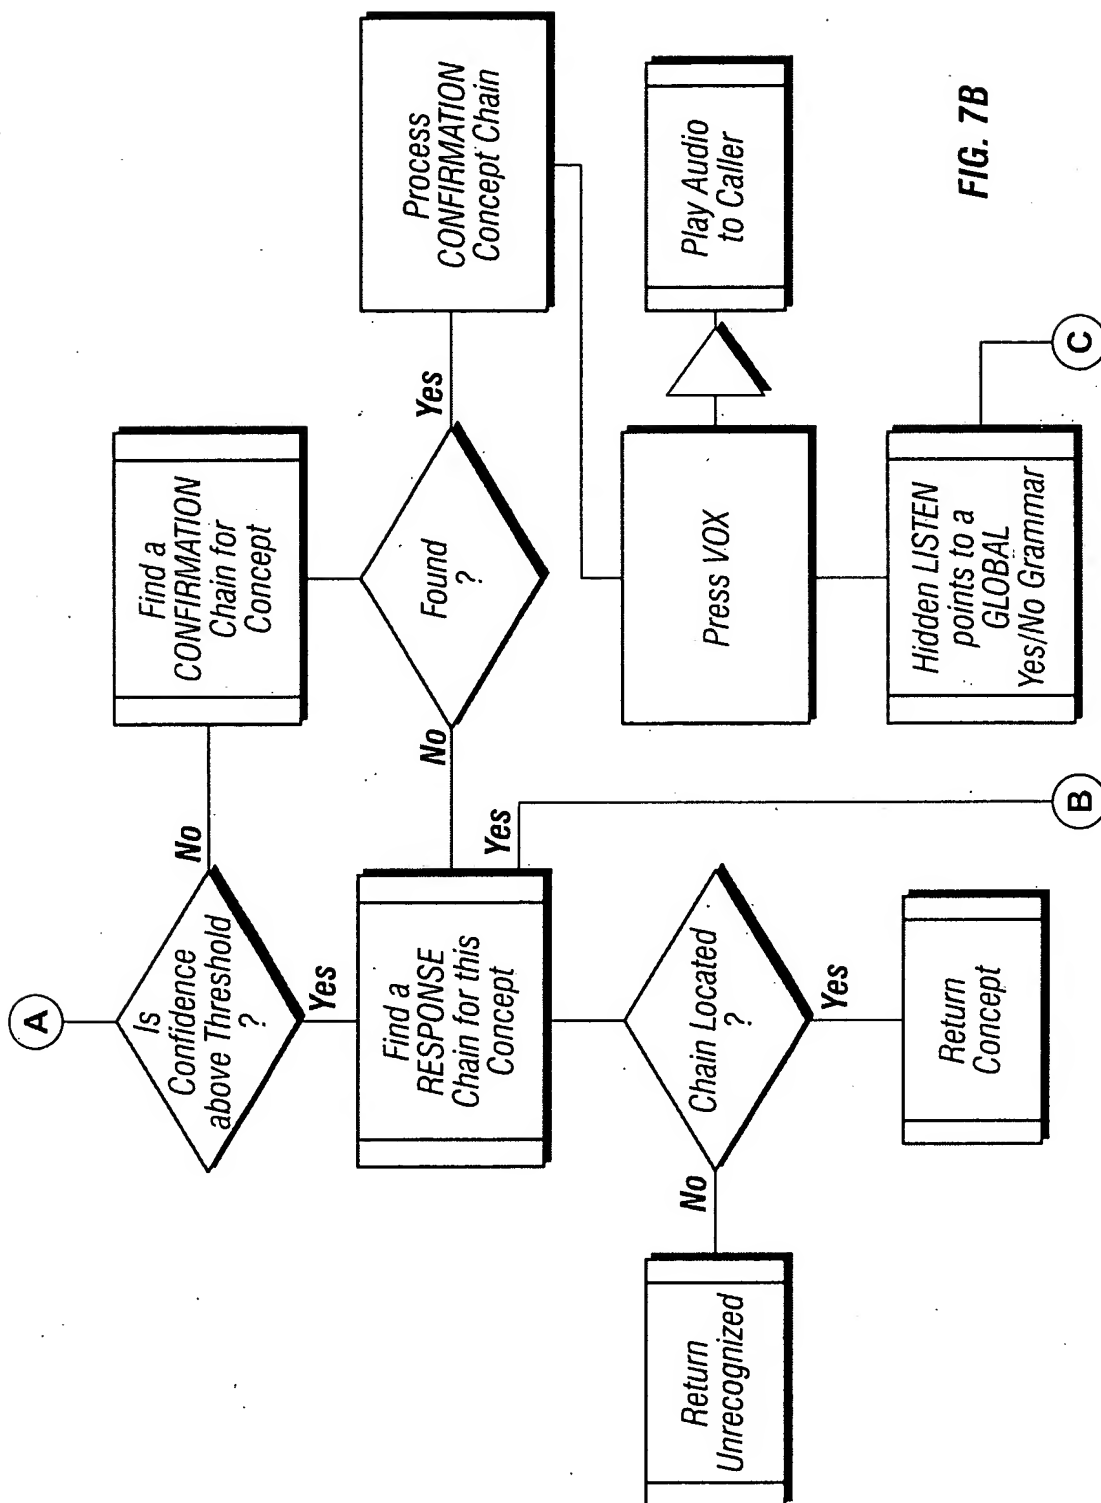 A
Is
Confidence
above Threshold
?
No
Yes
Find a
CONFIRMATION
Chain for
Concept
Found
?
Yes
No
Process
CONFIRMATION
Concept Chain
Find a
RESPONSE
Chain for this
Concept
Yes
Press VOX
Play Audio
to Caller
Chain Located
?
No
Yes
Return
Unrecognized
Return
Concept
Hidden LISTEN
points to a
GLOBAL
Yes/No Grammar
B
C
FIG. 7B